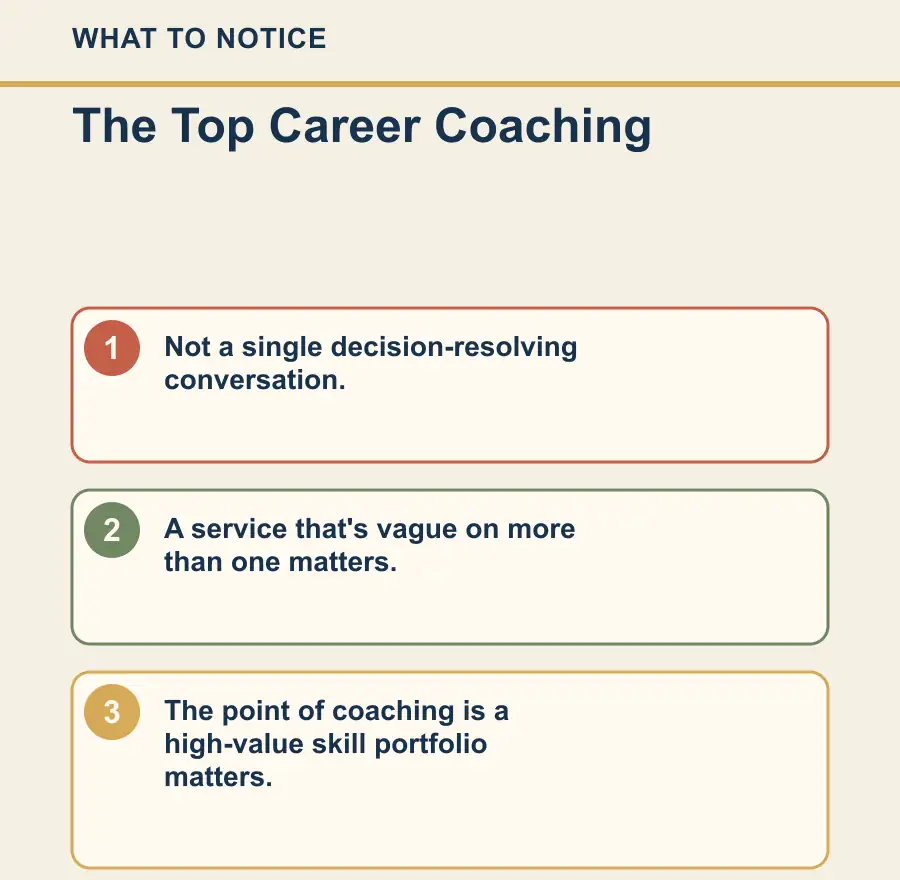 WHAT TO NOTICE
The Top Career Coaching
1
Not a single decision-resolving
conversation.
2
A service that's vague on more
than one matters.
3
The point of coaching is a
high-value skill portfolio
matters.